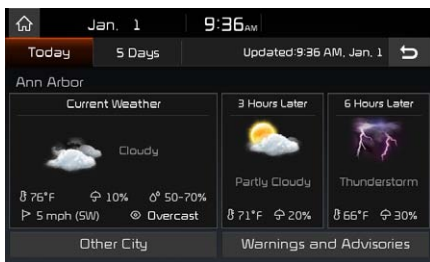 Jan. 1 9:36 AM
Today 5 Days Updated:9:36 AM, Jan. 1
Ann Arbor
Current Weather
Cloudy
76°F 10% 50-70%
5 mph (SW) Overcast
3 Hours Later
Partly Cloudy
71°F 20%
6 Hours Later
Thunderstorm
66°F 30%
Other City Warnings and Advisories